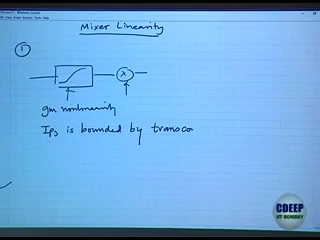 Mixer Linearity
1
X
gm nonlinearity
IP3 is bounded by transco
CDEEP
IIT BOMBAY